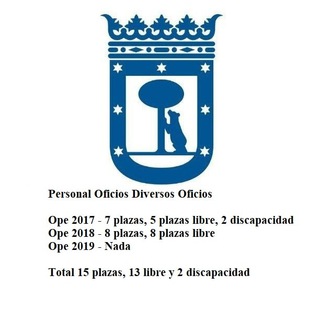 Personal Oficios Diversos Oficios
Ope 2017 - 7 plazas, 5 plazas libre, 2 discapacidad
Ope 2018 - 8 plazas, 8 plazas libre
Ope 2019 - Nada
Total 15 plazas, 13 libre y 2 discapacidad